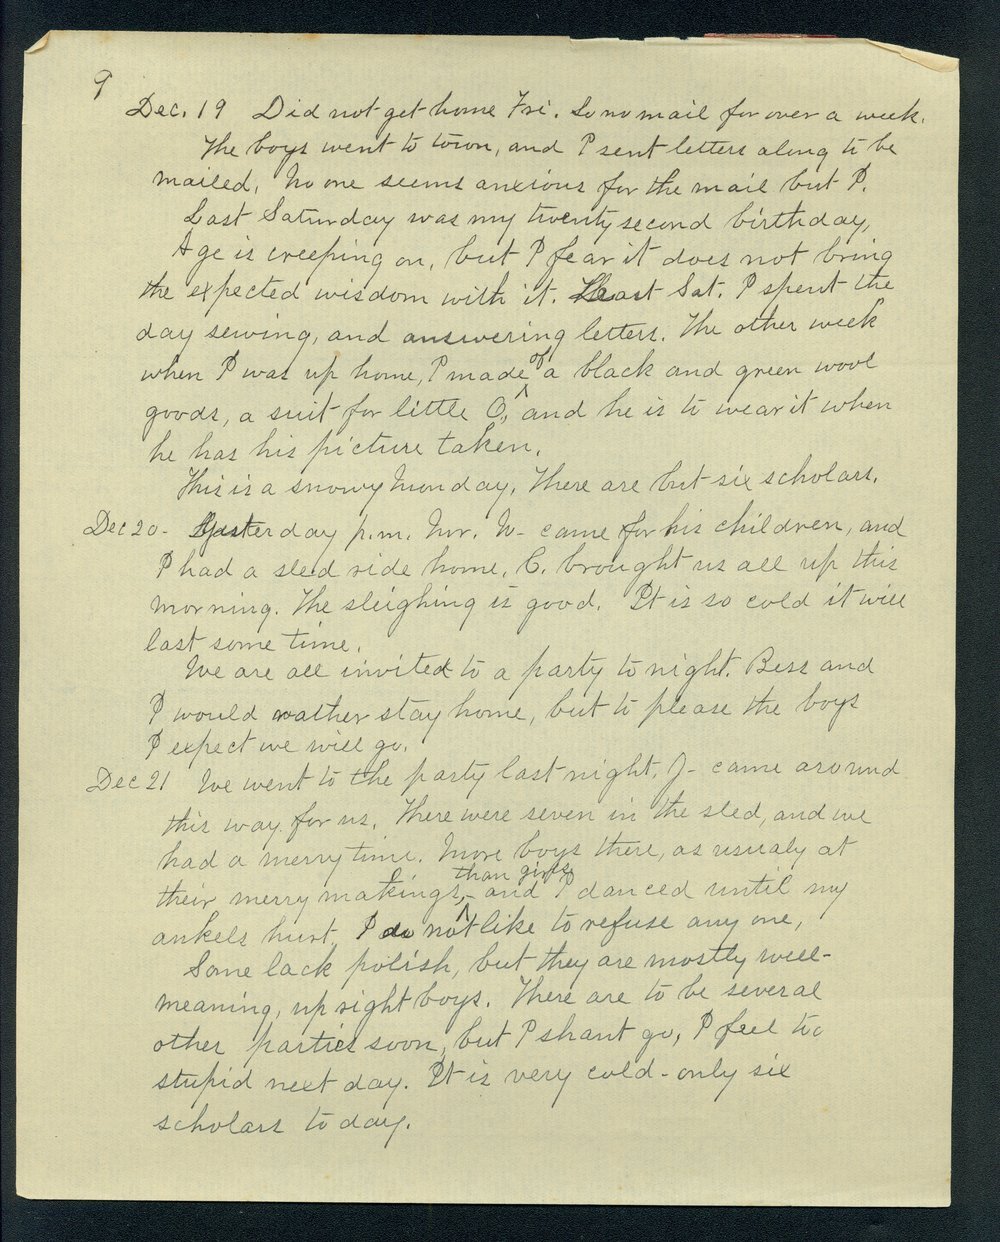 9
Dec. 19 Did not get home Fri. So no mail for over a week.
The boys went to town, and I sent letters along to be
mailed. No one seems anxious for the mail but I.
Last Saturday was my twenty second birthday,
Age is creeping on, but I fear it does not bring
the expected wisdom with it. Last Sat. I spent the
day sewing, and answering letters. The other week
when I was up home, I made of a black and green wool
goods, a suit for little O., and he is to wear it when
he has his picture taken.
This is a snowy Monday. There are but six scholars.
Dec 20 - Yesterday p.m. Mr. W- came for his children, and
I had a sled ride home. C. brought us all up this
morning. The sleighing is good. It is so cold it will
last some time.
We are all invited to a party to night. Bess and
I would rather stay home, but to please the boys
I expect we will go.
Dec 21 We went to the party last night. J- came around
this way for us. There were seven in the sled, and we
had a merry time. More boys there, as usualy at
their merry makings, than girls - and I danced until my
ankels hurt. I do not like to refuse any one,
Some lack polish, but they are mostly well-
meaning, up right boys. There are to be several
other parties soon, but I shant go, I feel to
stupid next day. It is very cold - only six
scholars to day.